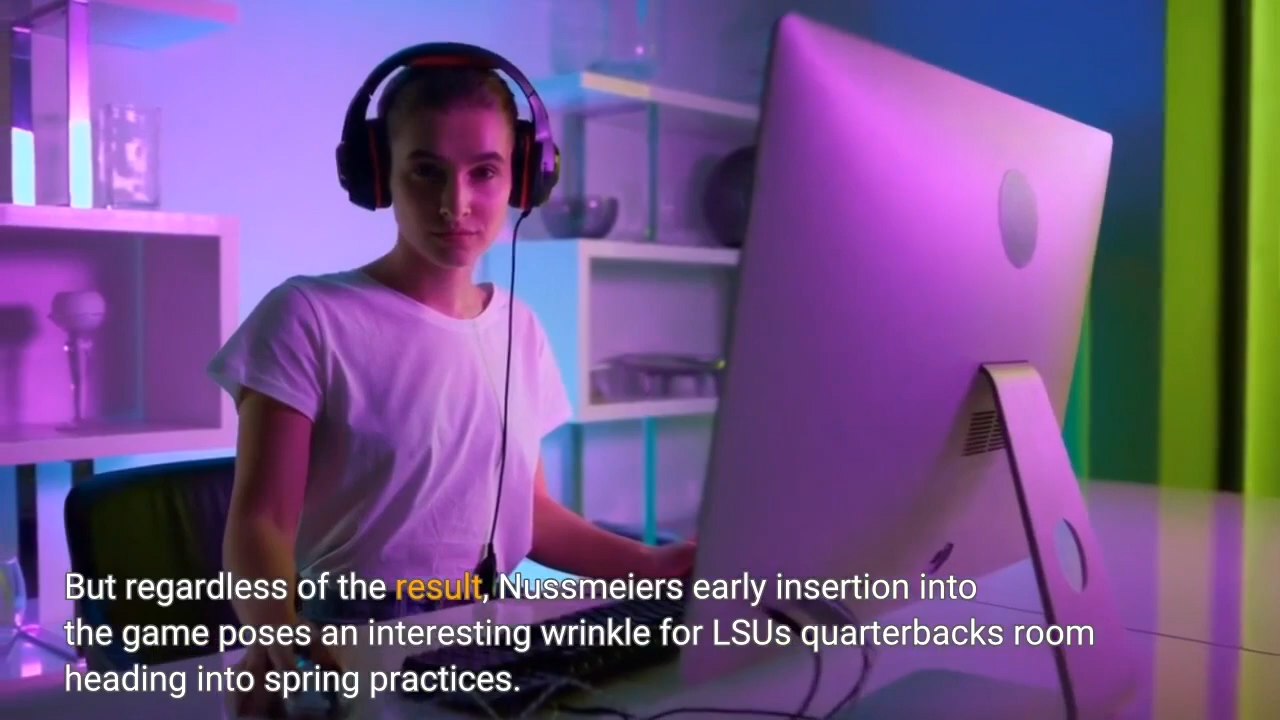 But regardless of the result, Nussmeiers early insertion into
the game poses an interesting wrinkle for LSUs quarterbacks room
heading into spring practices.